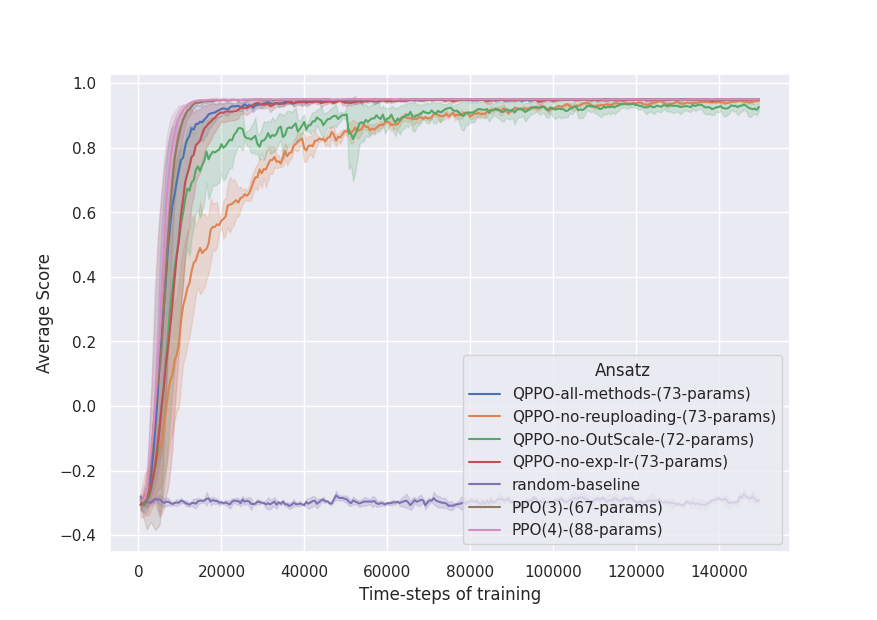 1.0
0.8
0.6
0.4
0.2
0.0
−0.2
−0.4
Average Score
0
20000
40000
60000
80000
100000
120000
140000
Time-steps of training
Ansatz
QPPO-all-methods-(73-params)
QPPO-no-reuploading-(73-params)
QPPO-no-OutScale-(72-params)
QPPO-no-exp-lr-(73-params)
random-baseline
PPO(3)-(67-params)
PPO(4)-(88-params)